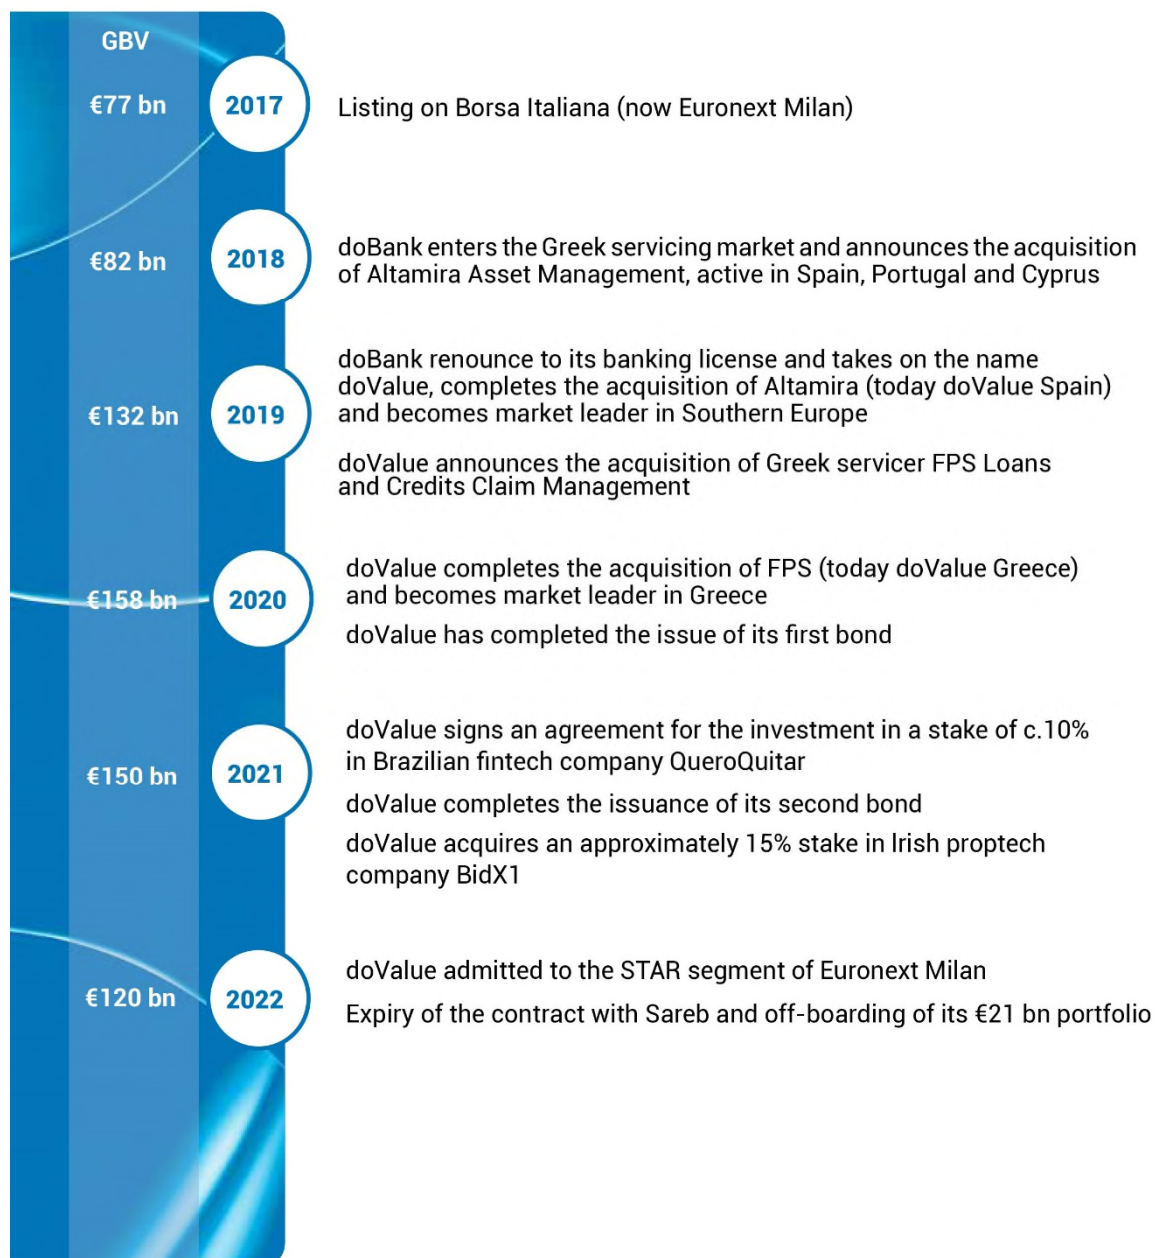 GBV
€77 bn
2017
Listing on Borsa Italiana (now Euronext Milan)
€82 bn
2018
doBank enters the Greek servicing market and announces the acquisition
of Altamira Asset Management, active in Spain, Portugal and Cyprus
€132 bn
2019
doBank renounce to its banking license and takes on the name
doValue, completes the acquisition of Altamira (today doValue Spain)
and becomes market leader in Southern Europe
doValue announces the acquisition of Greek servicer FPS Loans
and Credits Claim Management
€158 bn
2020
doValue completes the acquisition of FPS (today doValue Greece)
and becomes market leader in Greece
doValue has completed the issue of its first bond
€150 bn
2021
doValue signs an agreement for the investment in a stake of c.10%
in Brazilian fintech company QueroQuitar
doValue completes the issuance of its second bond
doValue acquires an approximately 15% stake in Irish proptech
company BidX1
€120 bn
2022
doValue admitted to the STAR segment of Euronext Milan
Expiry of the contract with Sareb and off-boarding of its €21 bn portfolio